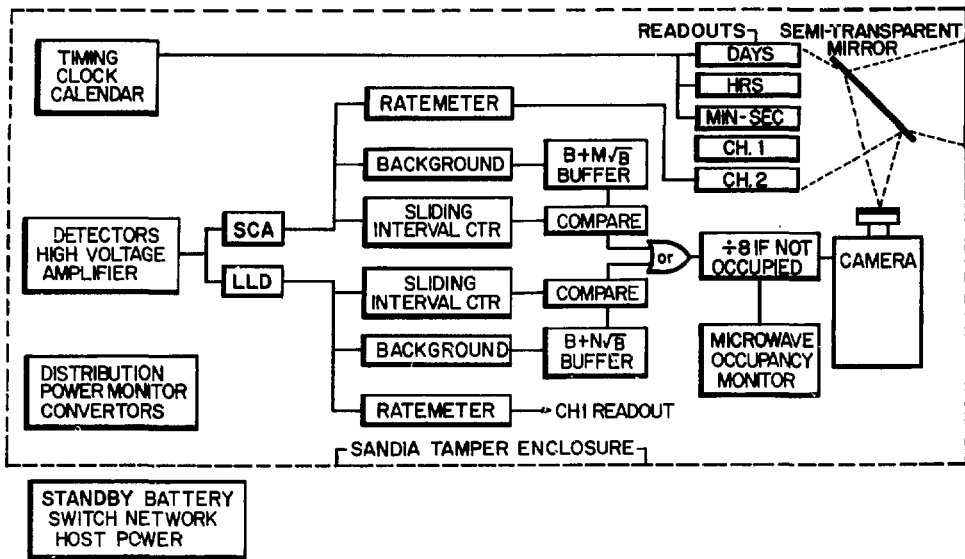 READOUTS
SEMI-TRANSPARENT
MIRROR
TIMING
CLOCK
CALENDAR
DAYS
HRS
MIN-SEC
CH. 1
CH. 2
RATEMETER
BACKGROUND
B+M√B
BUFFER
SLIDING
INTERVAL CTR
COMPARE
DETECTORS
HIGH VOLTAGE
AMPLIFIER
SCA
LLD
or
÷8 IF NOT
OCCUPIED
CAMERA
SLIDING
INTERVAL CTR
COMPARE
BACKGROUND
B+N√B
BUFFER
MICROWAVE
OCCUPANCY
MONITOR
DISTRIBUTION
POWER MONITOR
CONVERTORS
RATEMETER
CH1 READOUT
SANDIA TAMPER ENCLOSURE
STANDBY BATTERY
SWITCH NETWORK
HOST POWER